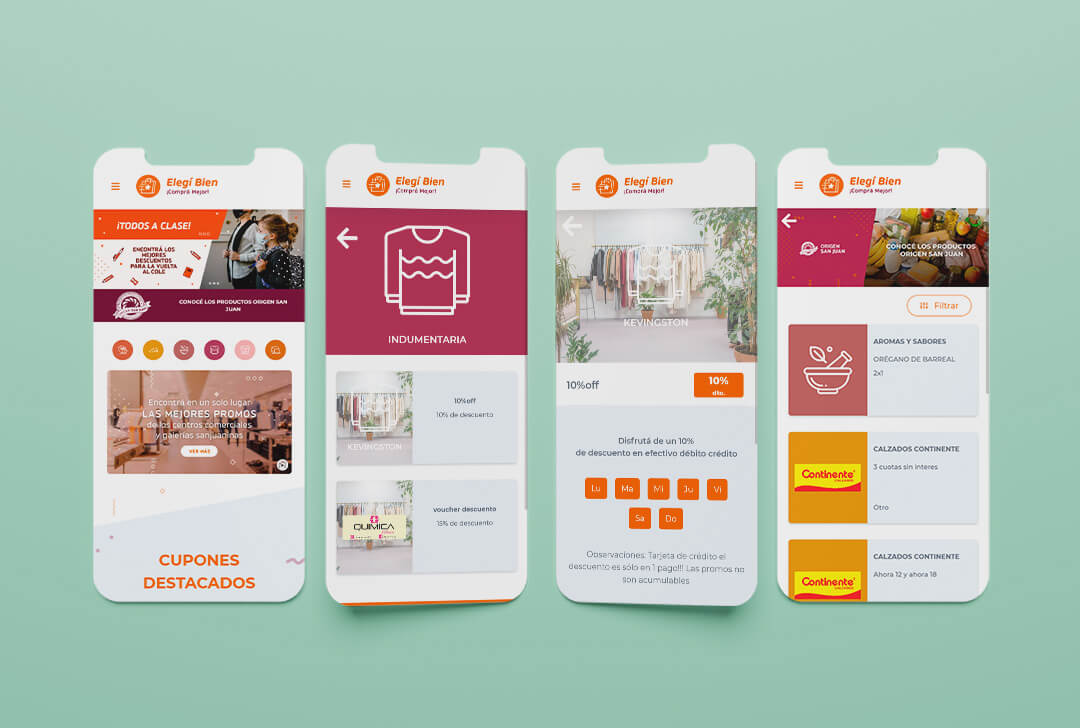 Elegí Bien
¡Comprá Mejor!
¡TODOS A CLASE!
ENCONTRÁ LOS
MEJORES
DESCUENTOS
PARA LA VUELTA
AL COLE
CONOCÉ LOS PRODUCTOS ORIGEN SAN
JUAN
Encontra en un solo lugar
LAS MEJORES PROMOS
de los centros comerciales
y galerías sanjuaninas
VER MÁS
CUPONES
DESTACADOS
Elegí Bien
¡Comprá Mejor!
INDUMENTARIA
KEVINGSTON
10%off
10% de descuento
QUIMICA
voucher descuento
15% de descuento
Elegí Bien
¡Comprá Mejor!
KEVINGSTON
10%off
10%
dto.
Disfrutá de un 10%
de descuento en efectivo débito crédito
Lu Ma Mi Ju Vi
Sa Do
Observaciones: Tarjeta de crédito el
descuento es sólo en 1 pago!!! Las promos no
son acumulables
Elegí Bien
¡Comprá Mejor!
ORIGEN
SAN JUAN
CONOCÉ LOS PRODUCTOS
ORIGEN SAN JUAN
Filtrar
AROMAS Y SABORES
ORÉGANO DE BARREAL
2x1
Continente
CALZADOS
CALZADOS CONTINENTE
3 cuotas sin interes
Otro
Continente
CALZADOS CONTINENTE
Ahora 12 y ahora 18